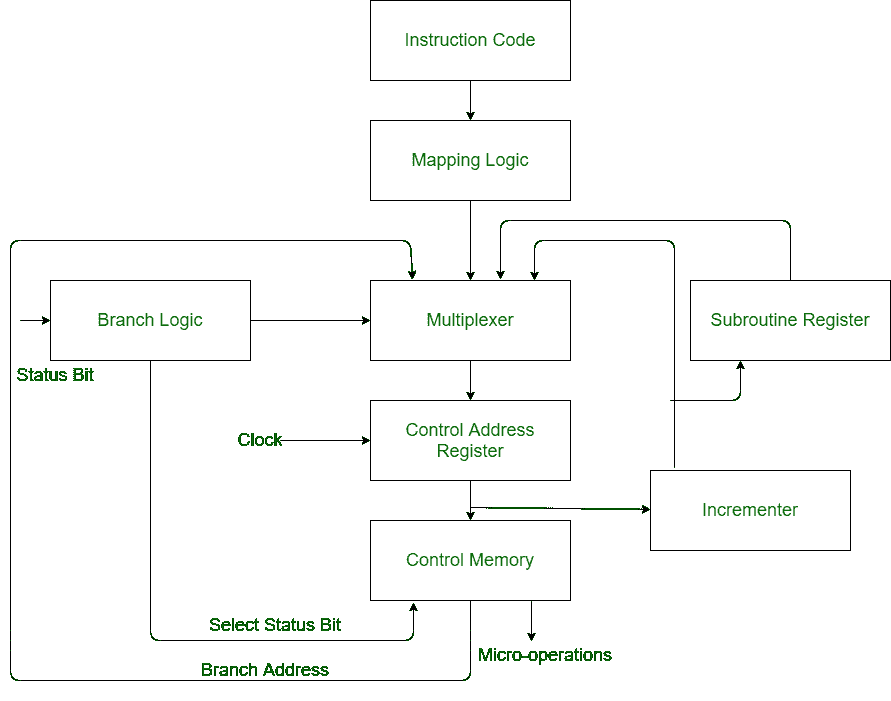 Instruction Code
Mapping Logic
Branch Logic
Multiplexer
Subroutine Register
Status Bit
Clock
Control Address
Register
Incrementer
Control Memory
Select Status Bit
Micro-operations
Branch Address